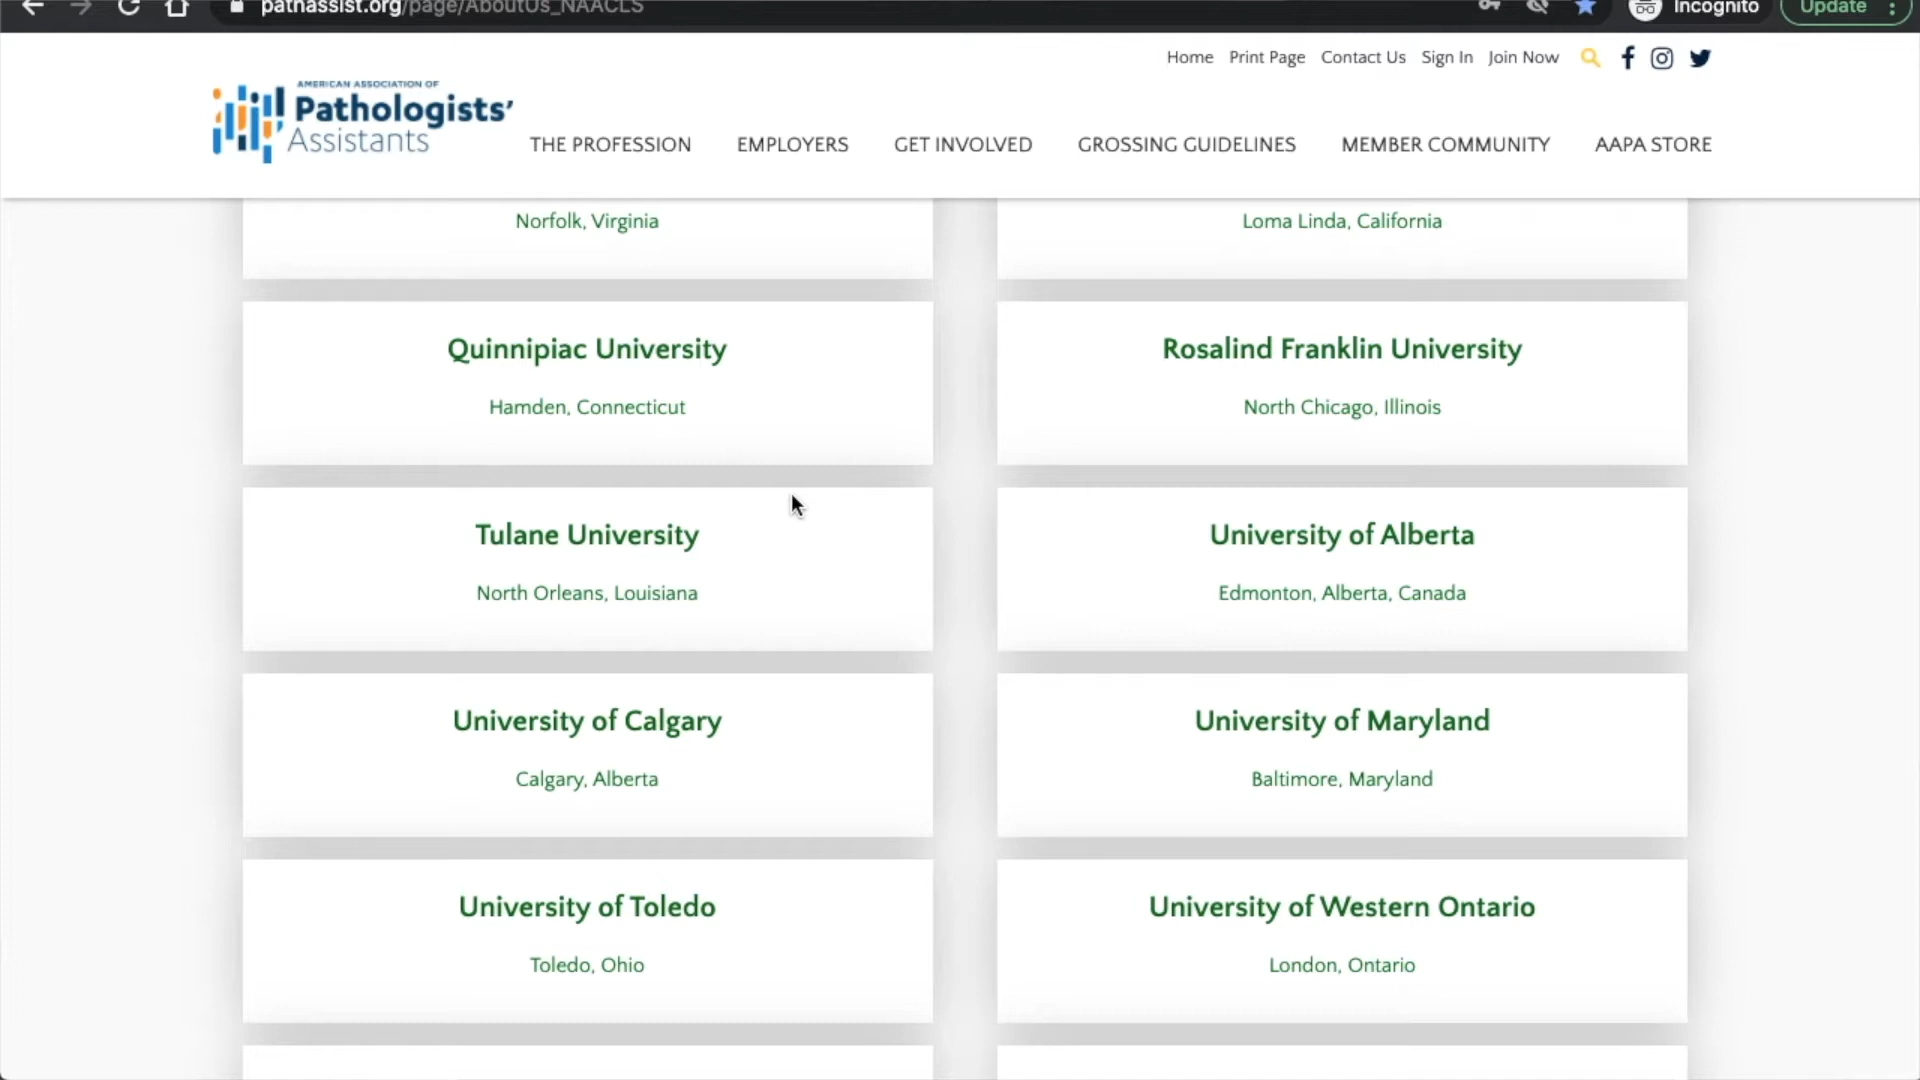 pathassist.org/page/AboutUs_NAACLS
Incognito
Update
Home Print Page Contact Us Sign In Join Now
AMERICAN ASSOCIATION OF
Pathologists'
Assistants
THE PROFESSION EMPLOYERS GET INVOLVED GROSSING GUIDELINES MEMBER COMMUNITY AAPA STORE
Norfolk, Virginia
Loma Linda, California
Quinnipiac University
Hamden, Connecticut
Rosalind Franklin University
North Chicago, Illinois
Tulane University
North Orleans, Louisiana
University of Alberta
Edmonton, Alberta, Canada
University of Calgary
Calgary, Alberta
University of Maryland
Baltimore, Maryland
University of Toledo
Toledo, Ohio
University of Western Ontario
London, Ontario